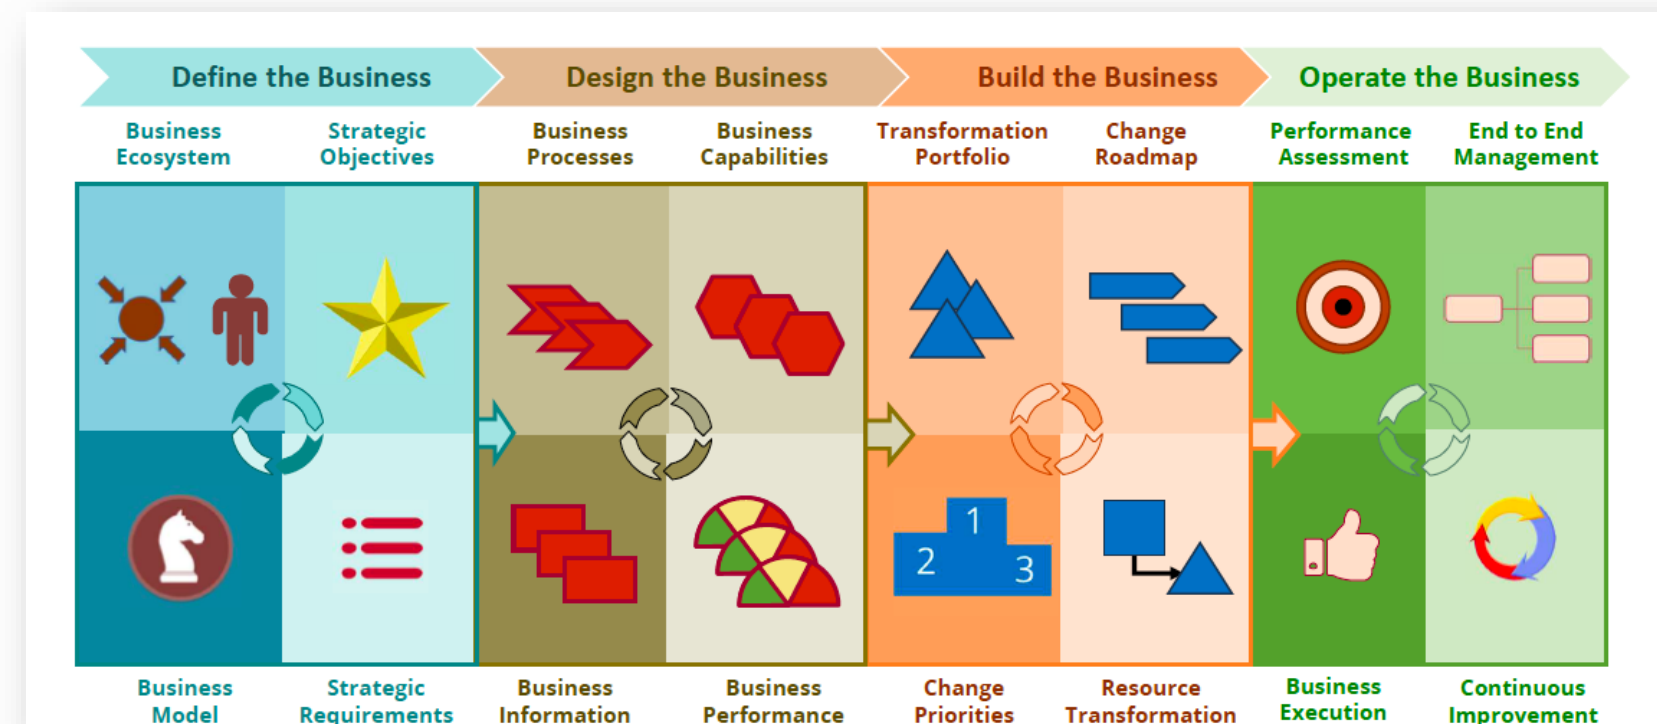 Define the Business
Design the Business
Build the Business
Operate the Business
Business
Ecosystem
Strategic
Objectives
Business
Processes
Business
Capabilities
Transformation
Portfolio
Change
Roadmap
Performance
Assessment
End to End
Management
1
2
3
Business
Model
Strategic
Requirements
Business
Information
Business
Performance
Change
Priorities
Resource
Transformation
Business
Execution
Continuous
Improvement